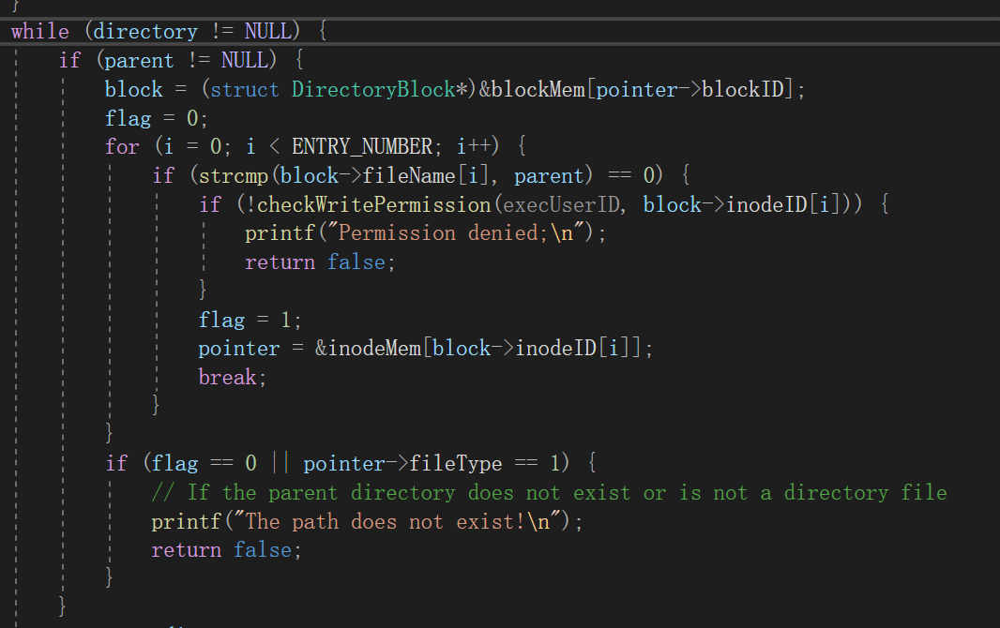 }
while (directory != NULL) {
if (parent != NULL) {
block = (struct DirectoryBlock*)&blockMem[pointer->blockID];
flag = 0;
for (i = 0; i < ENTRY_NUMBER; i++) {
if (strcmp(block->fileName[i], parent) == 0) {
if (!checkWritePermission(execUserID, block->inodeID[i])) {
printf("Permission denied;\n");
return false;
}
flag = 1;
pointer = &inodeMem[block->inodeID[i]];
break;
}
}
if (flag == 0 || pointer->fileType == 1) {
// If the parent directory does not exist or is not a directory file
printf("The path does not exist!\n");
return false;
}
}